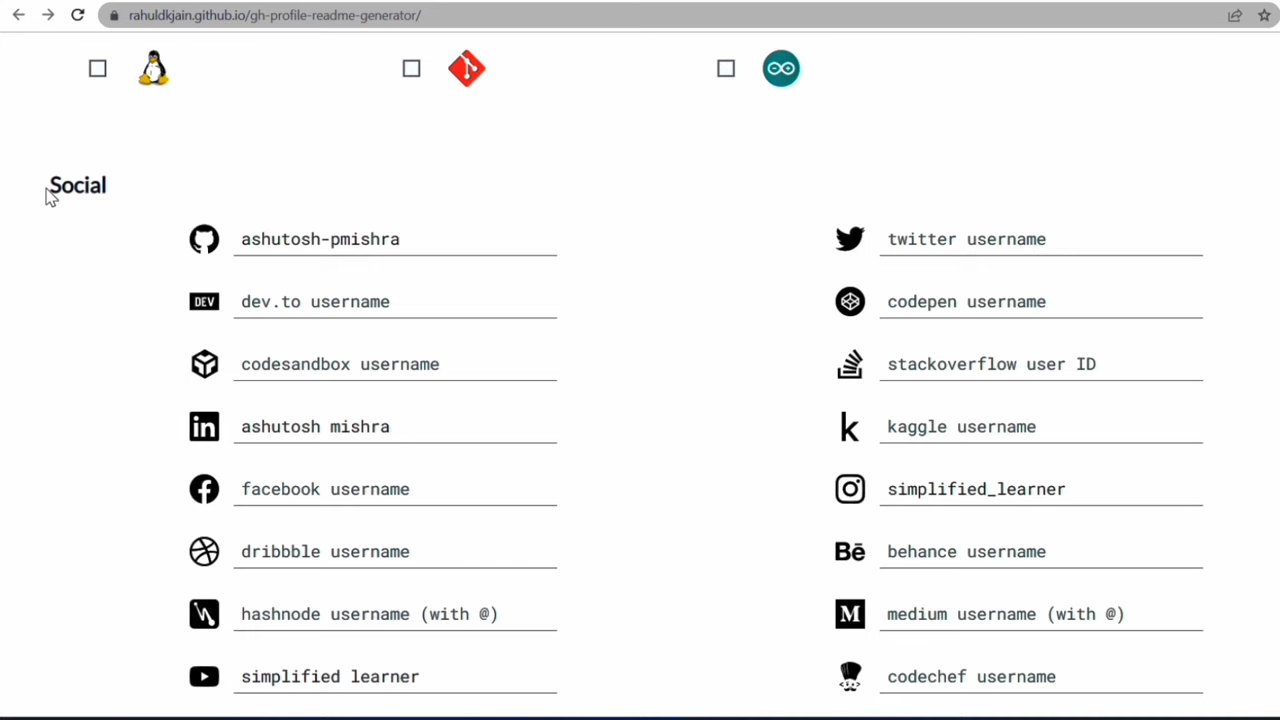 rahuldkjain.github.io/gh-profile-readme-generator/
Social
ashutosh-pmishra
twitter username
DEV
dev.to username
codepen username
codesandbox username
stackoverflow user ID
in
ashutosh mishra
k
kaggle username
facebook username
simplified_learner
dribbble username
Bē
behance username
hashnode username (with @)
M
medium username (with @)
simplified learner
codechef username